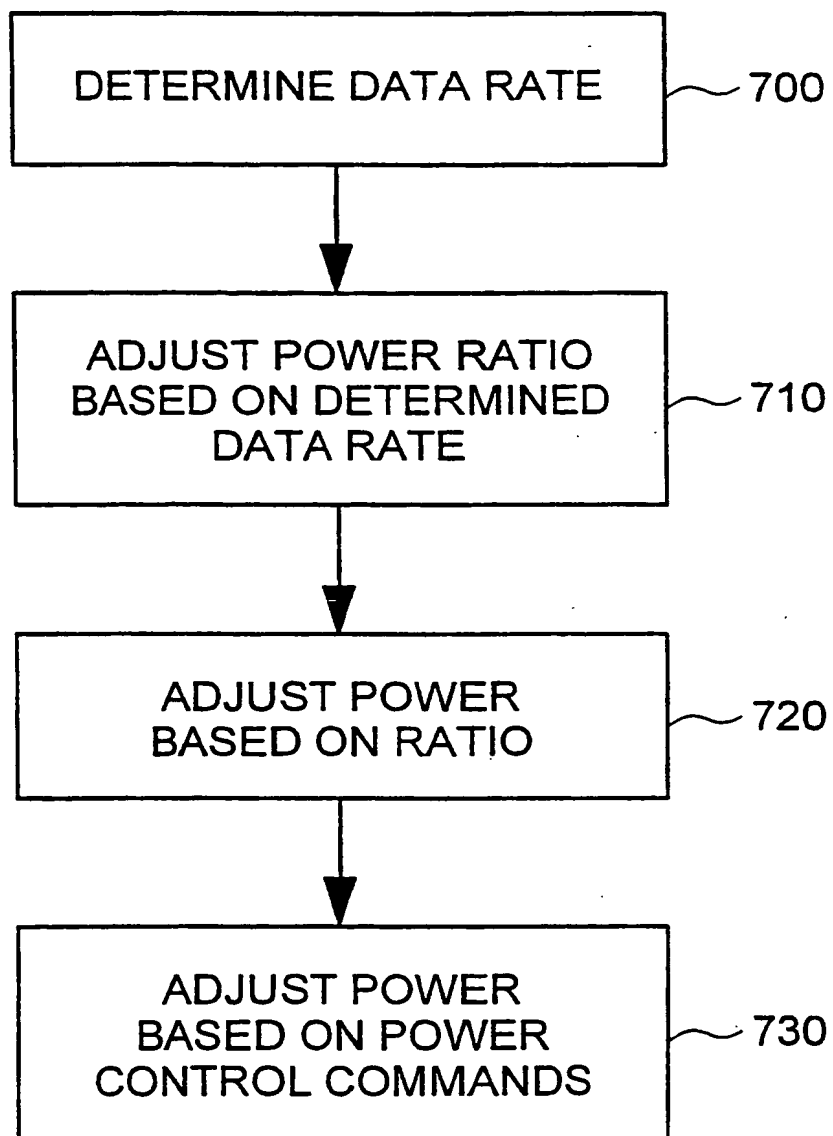 DETERMINE DATA RATE
700
ADJUST POWER RATIO
BASED ON DETERMINED
DATA RATE
710
ADJUST POWER
BASED ON RATIO
720
ADJUST POWER
BASED ON POWER
CONTROL COMMANDS
730